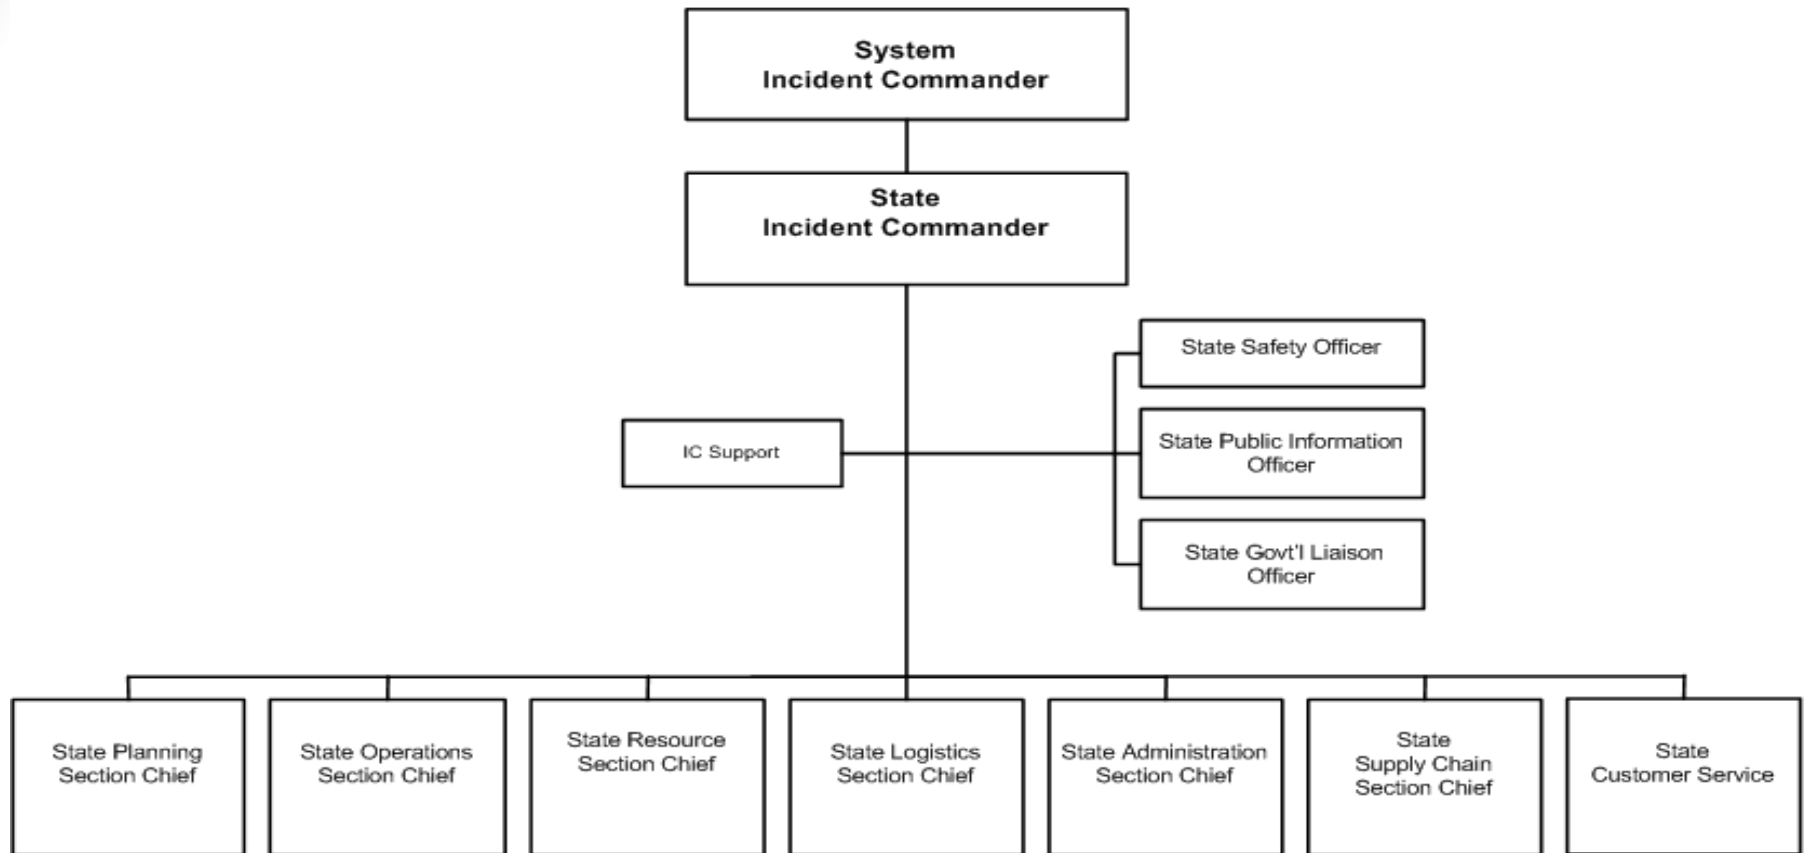 System
Incident Commander
State
Incident Commander
State Safety Officer
IC Support
State Public Information
Officer
State Govt'l Liaison
Officer
State Planning
Section Chief
State Operations
Section Chief
State Resource
Section Chief
State Logistics
Section Chief
State Administration
Section Chief
State
Supply Chain
Section Chief
State
Customer Service